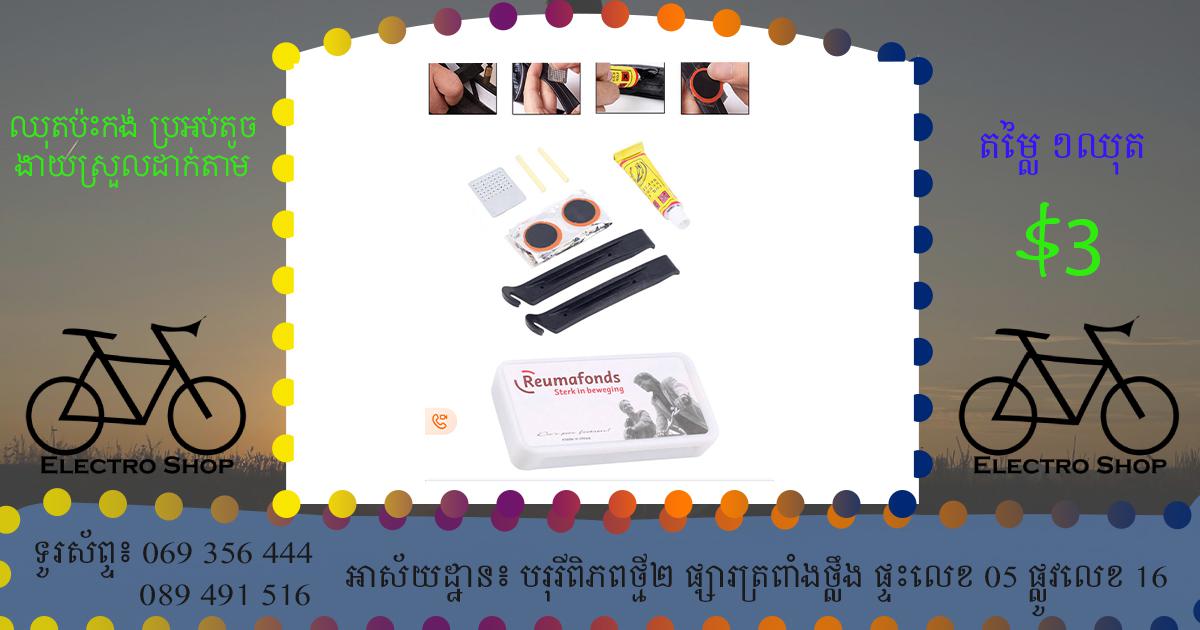 ឈុតប៉ះកង់ ប្រអប់តូច
ងាយស្រួលដាក់តាម
តម្លៃ ១ឈុត
$3
Reumafonds
Sterk in beweging
ELECTRO SHOP
ELECTRO SHOP
ទូរស័ព្ទ៖ 069 356 444
089 491 516
អាស័យដ្ឋាន៖ បុរីពិភពថ្មី២ ផ្សារត្រពាំងថ្លឹង ផ្ទះលេខ 05 ផ្លូវលេខ 16